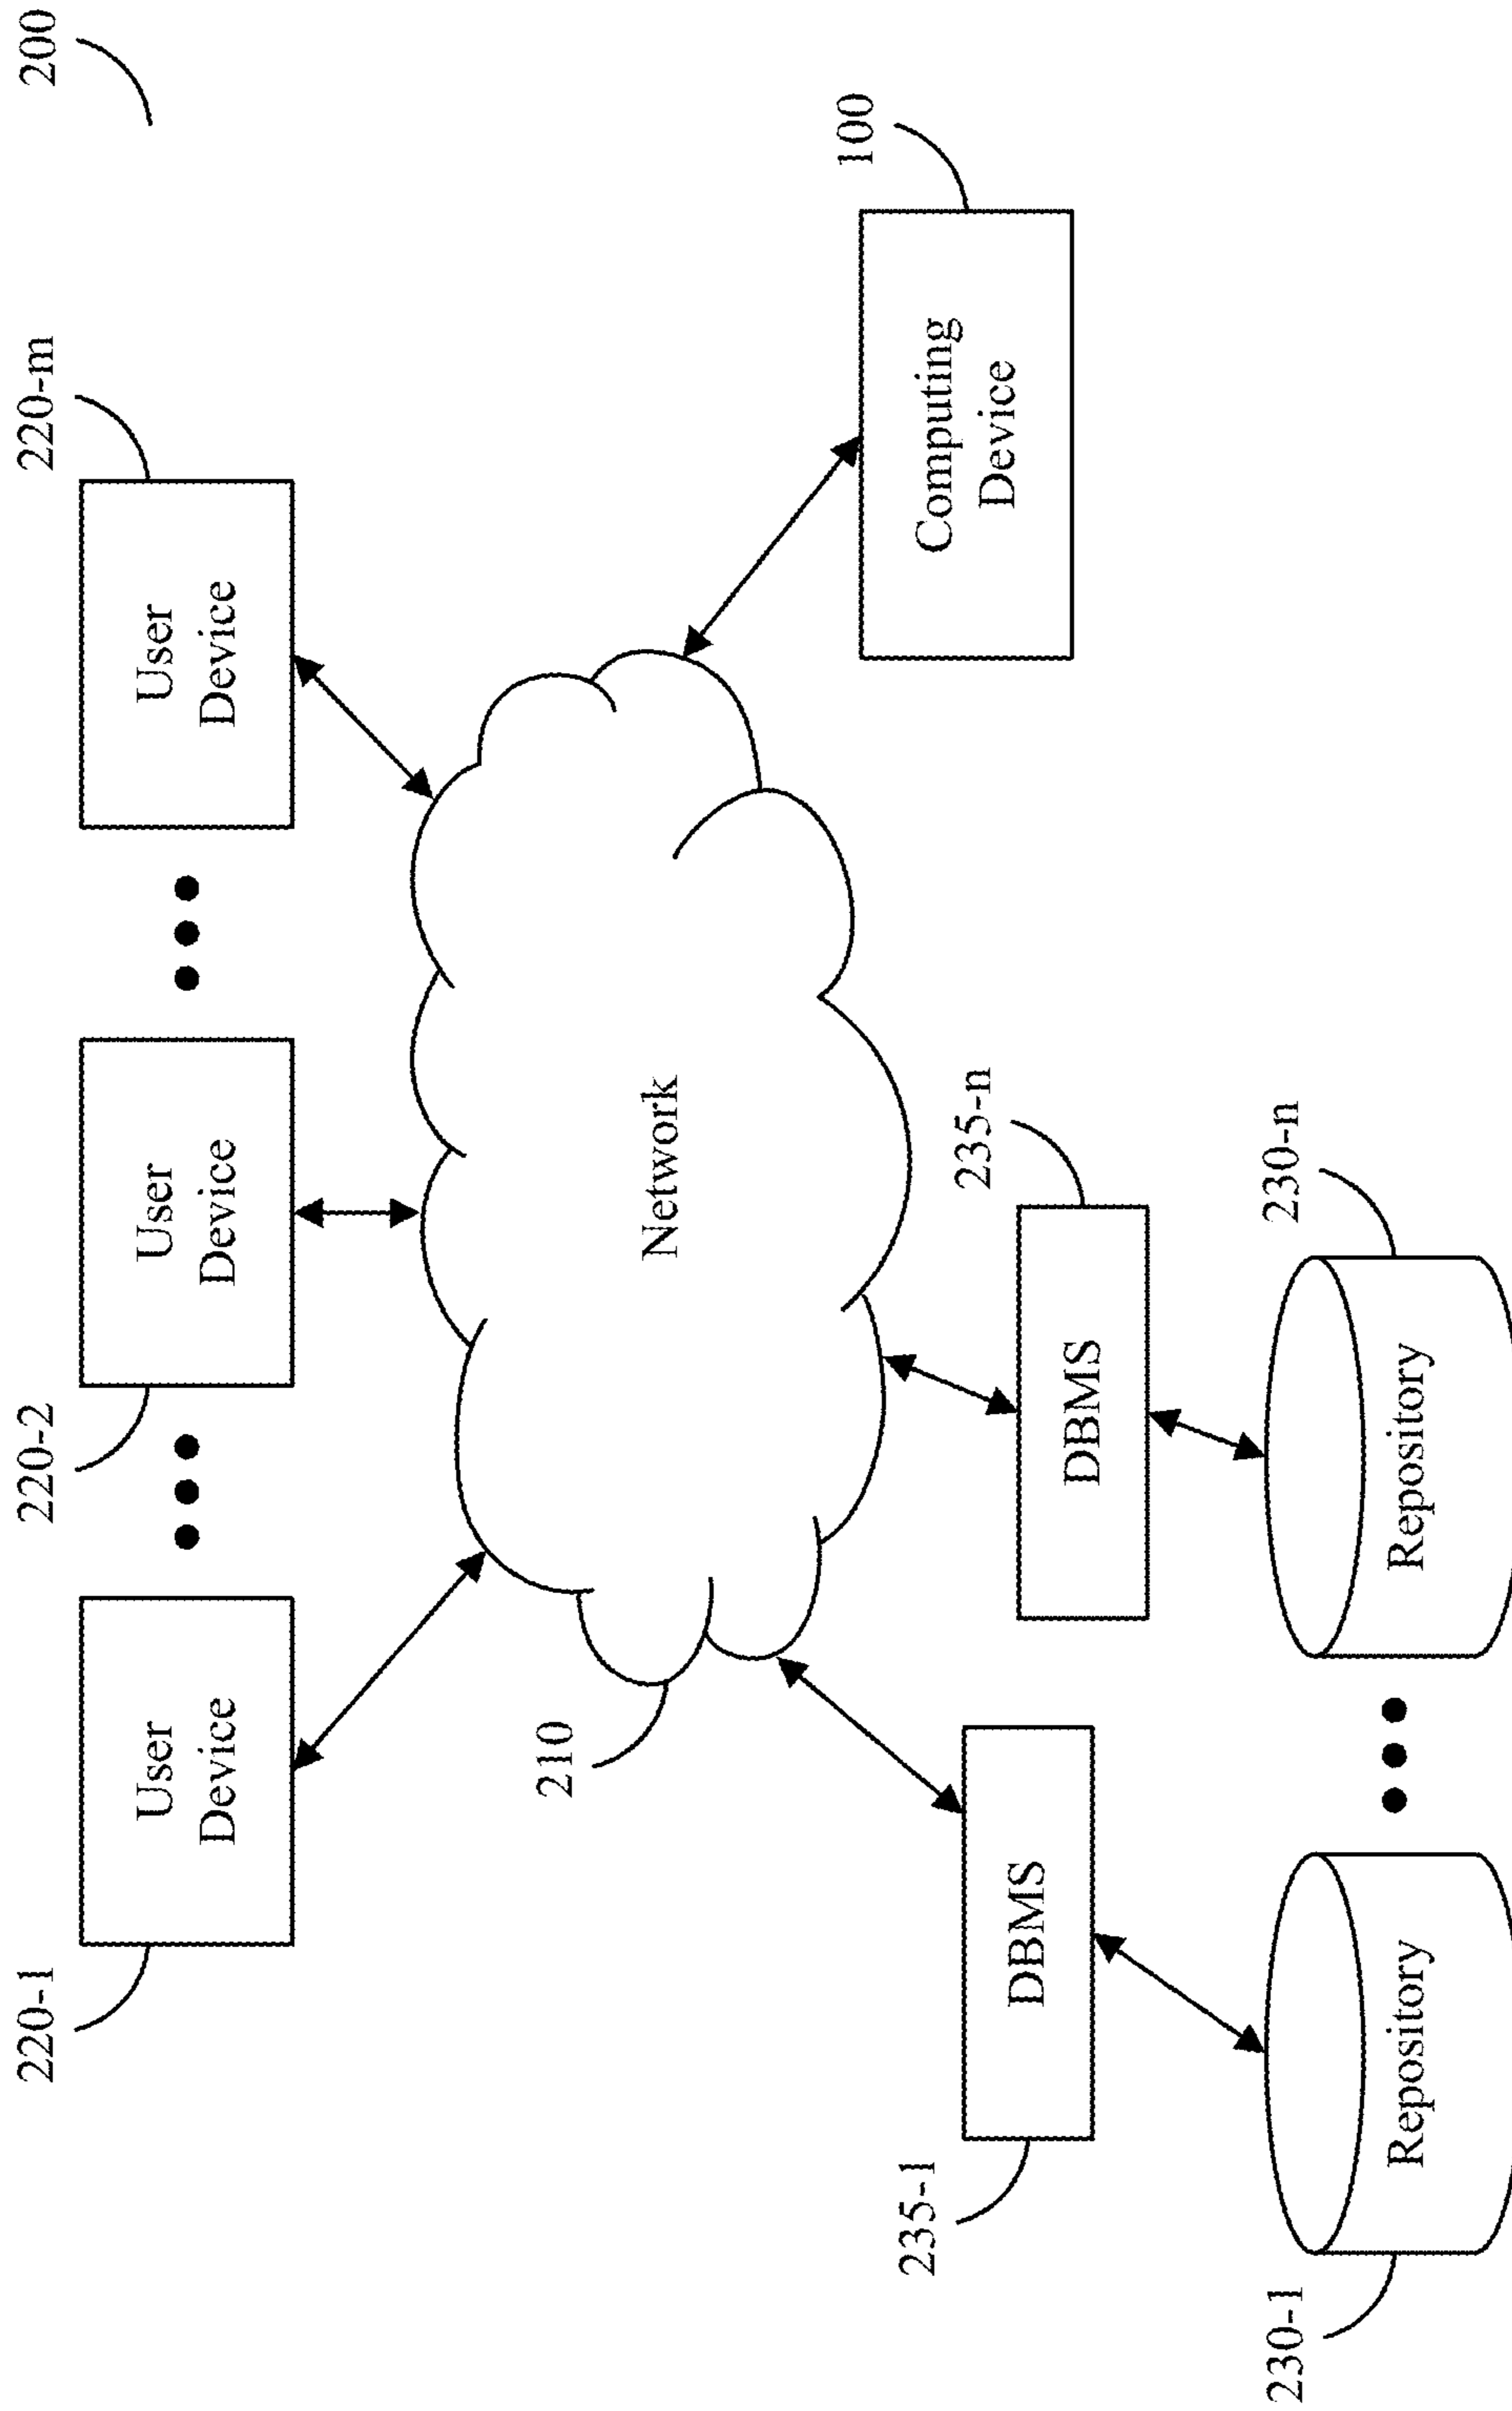 200
220-1
220-2
220-m
User
Device
User
Device
User
Device
210
Network
100
Computing
Device
235-1
DBMS
235-n
DBMS
230-1
Repository
230-n
Repository